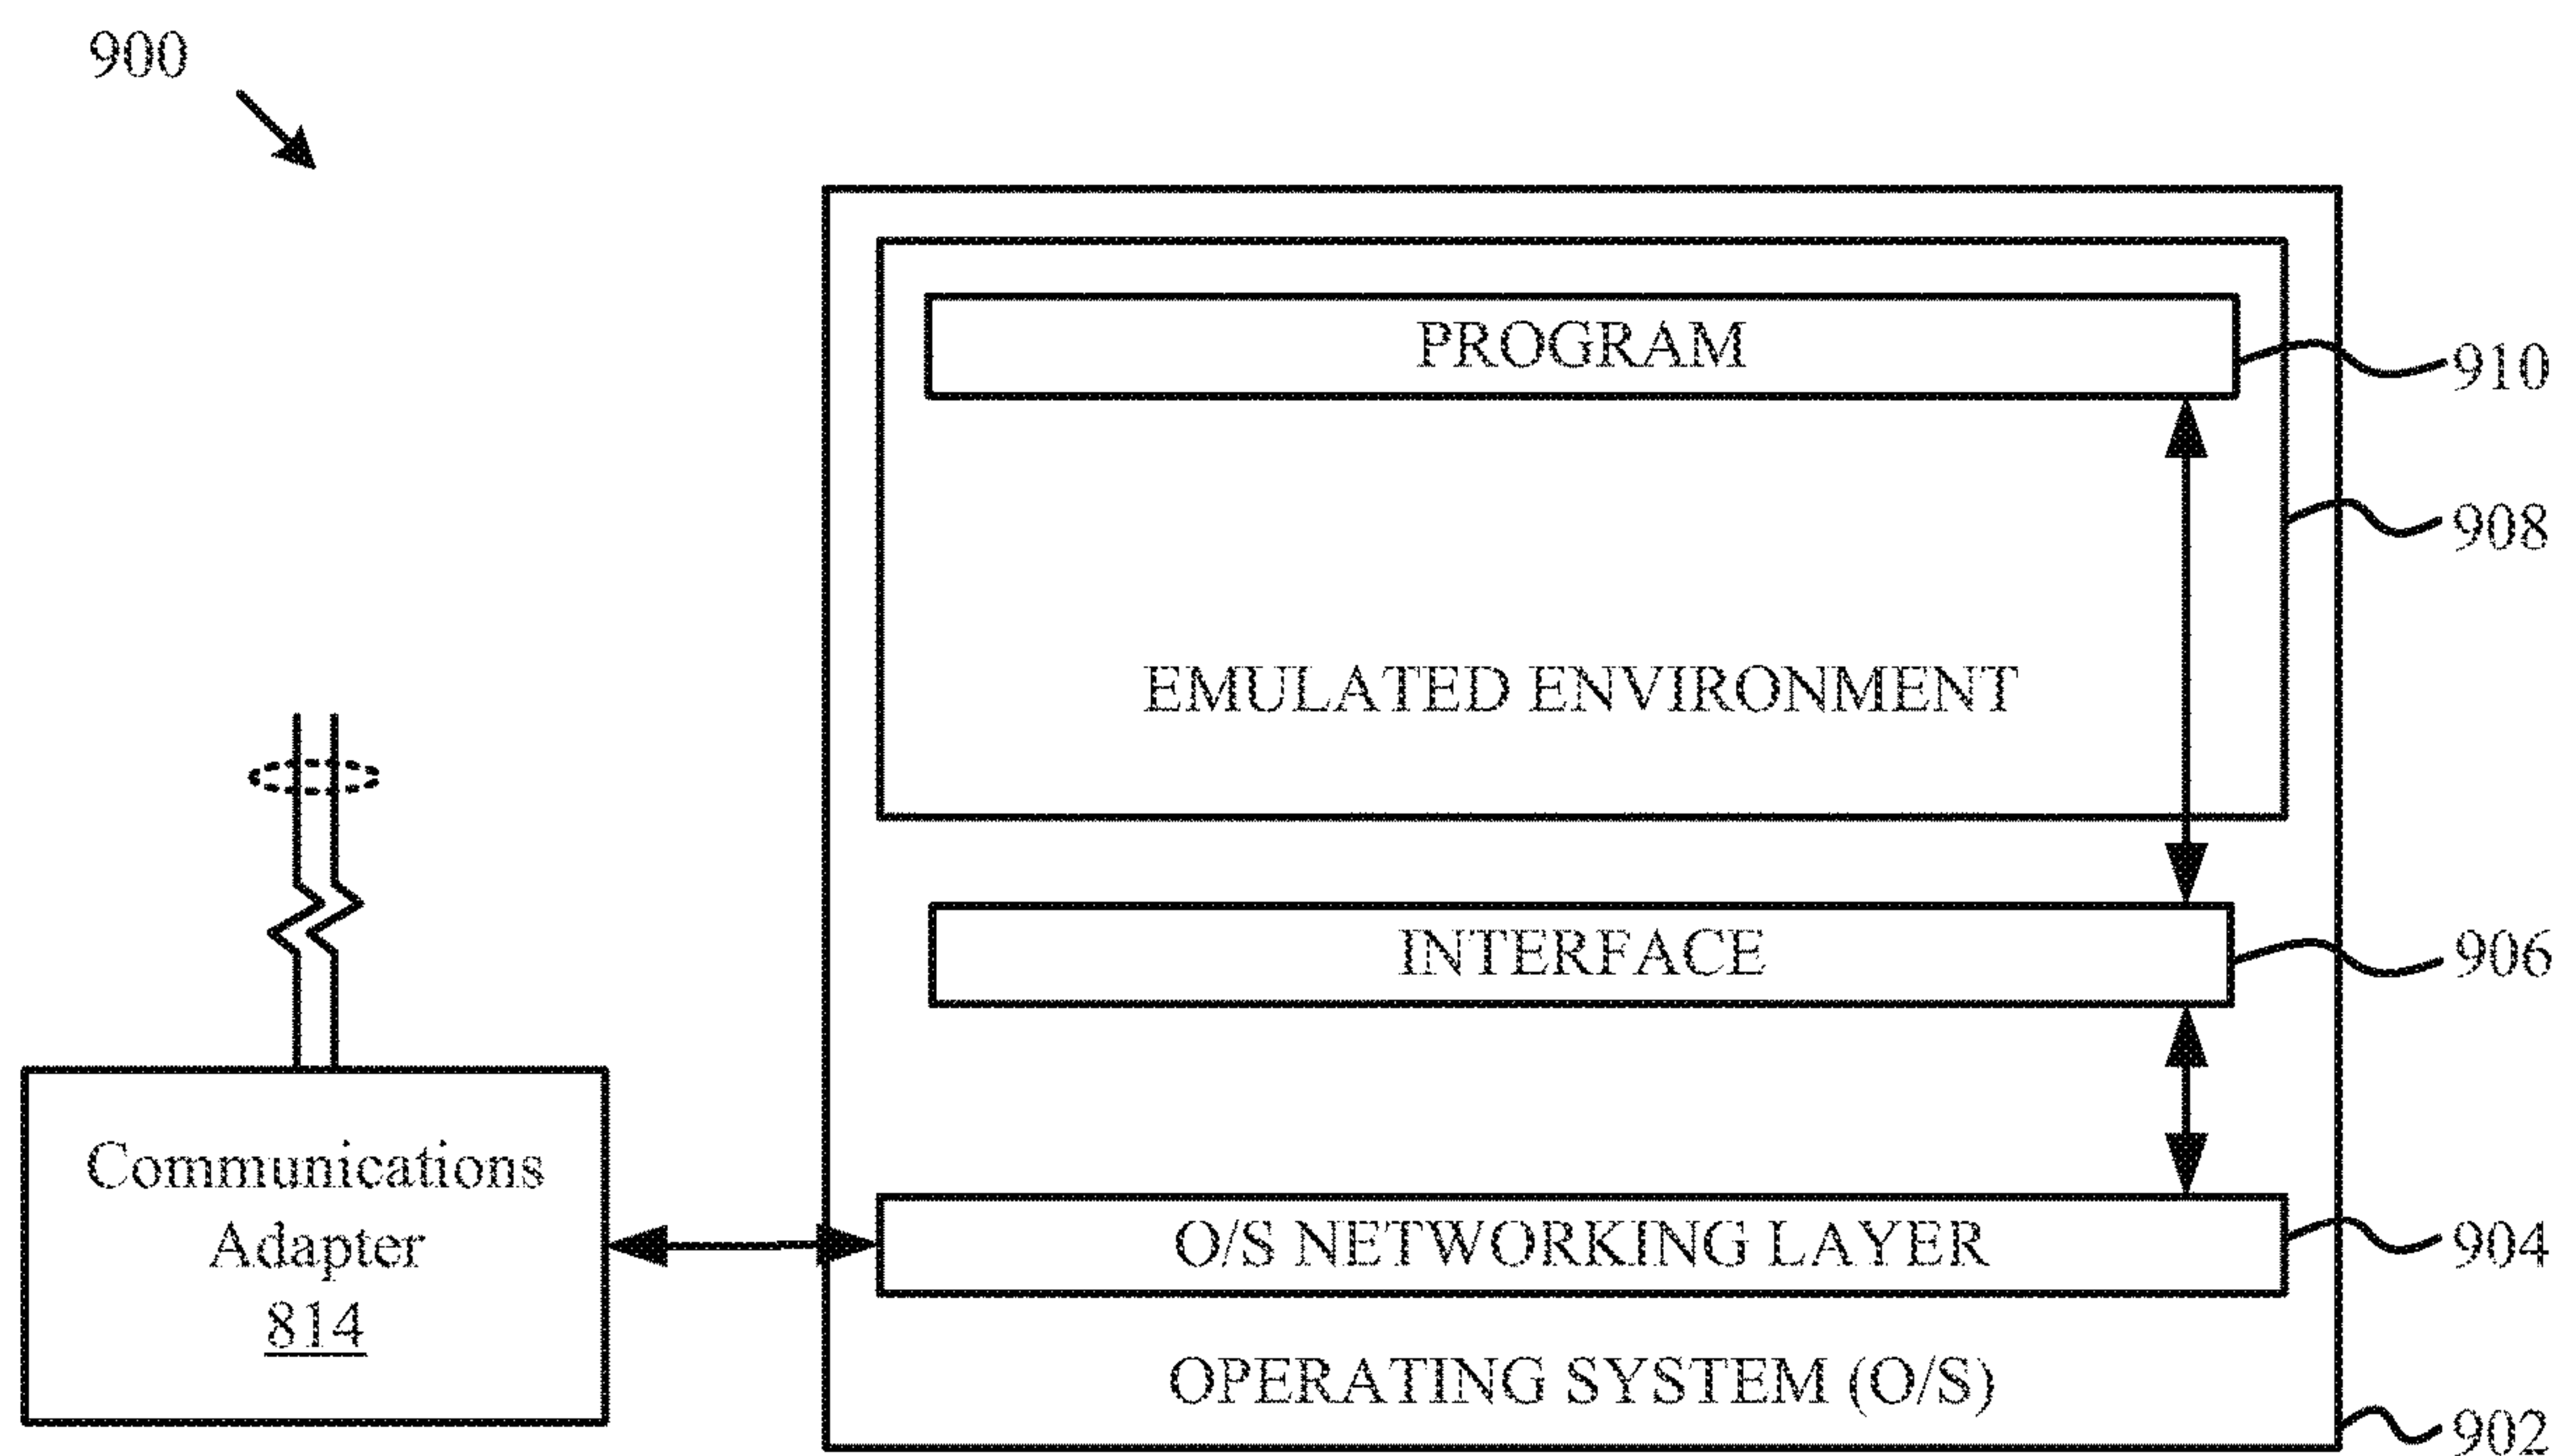 900
PROGRAM
910
908
EMULATED ENVIRONMENT
INTERFACE
906
Communications
Adapter
814
O/S NETWORKING LAYER
904
OPERATING SYSTEM (O/S)
902